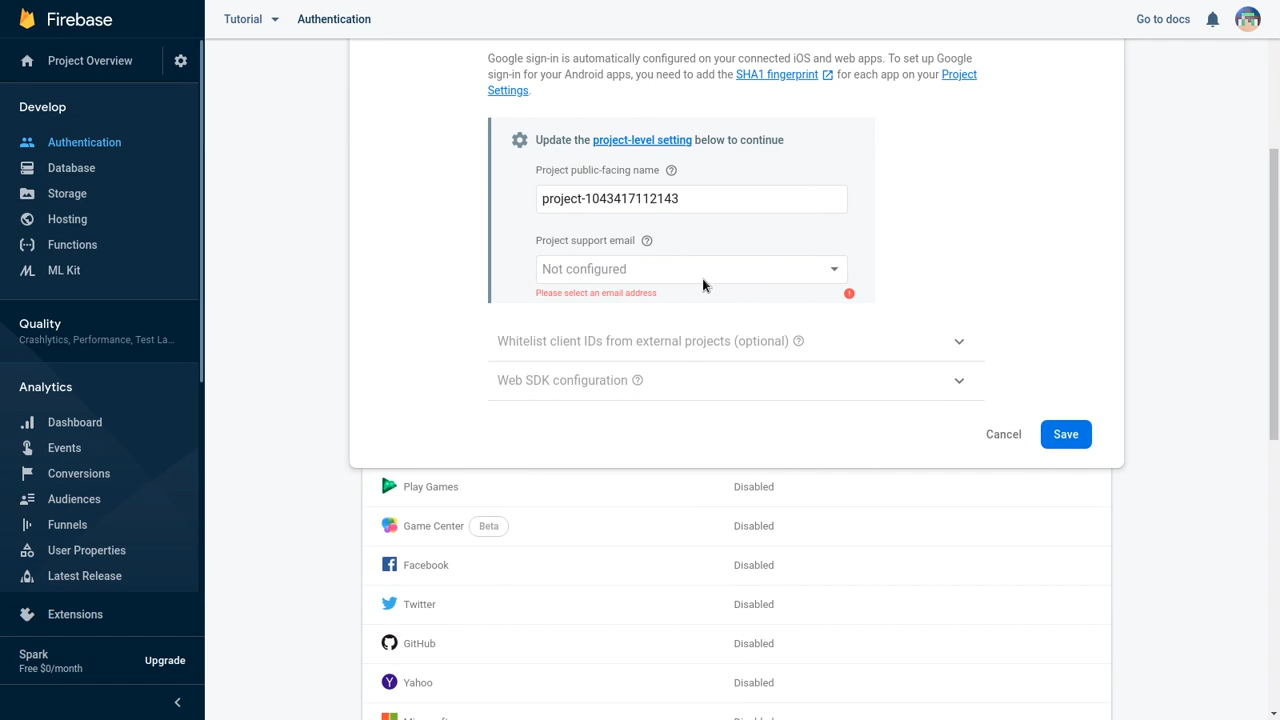 Firebase
Tutorial
Authentication
Go to docs
Project Overview
Develop
Authentication
Database
Storage
Hosting
Functions
ML Kit
Quality
Crashlytics, Performance, Test La...
Analytics
Dashboard
Events
Conversions
Audiences
Funnels
User Properties
Latest Release
Extensions
Spark
Free $0/month
Upgrade
Google sign-in is automatically configured on your connected iOS and web apps. To set up Google
sign-in for your Android apps, you need to add the SHA1 fingerprint for each app on your Project
Settings.
Update the project-level setting below to continue
Project public-facing name
project-1043417112143
Project support email
Not configured
Please select an email address
Whitelist client IDs from external projects (optional)
Web SDK configuration
Cancel
Save
Play Games
Disabled
Game Center Beta
Disabled
Facebook
Disabled
Twitter
Disabled
GitHub
Disabled
Yahoo
Disabled